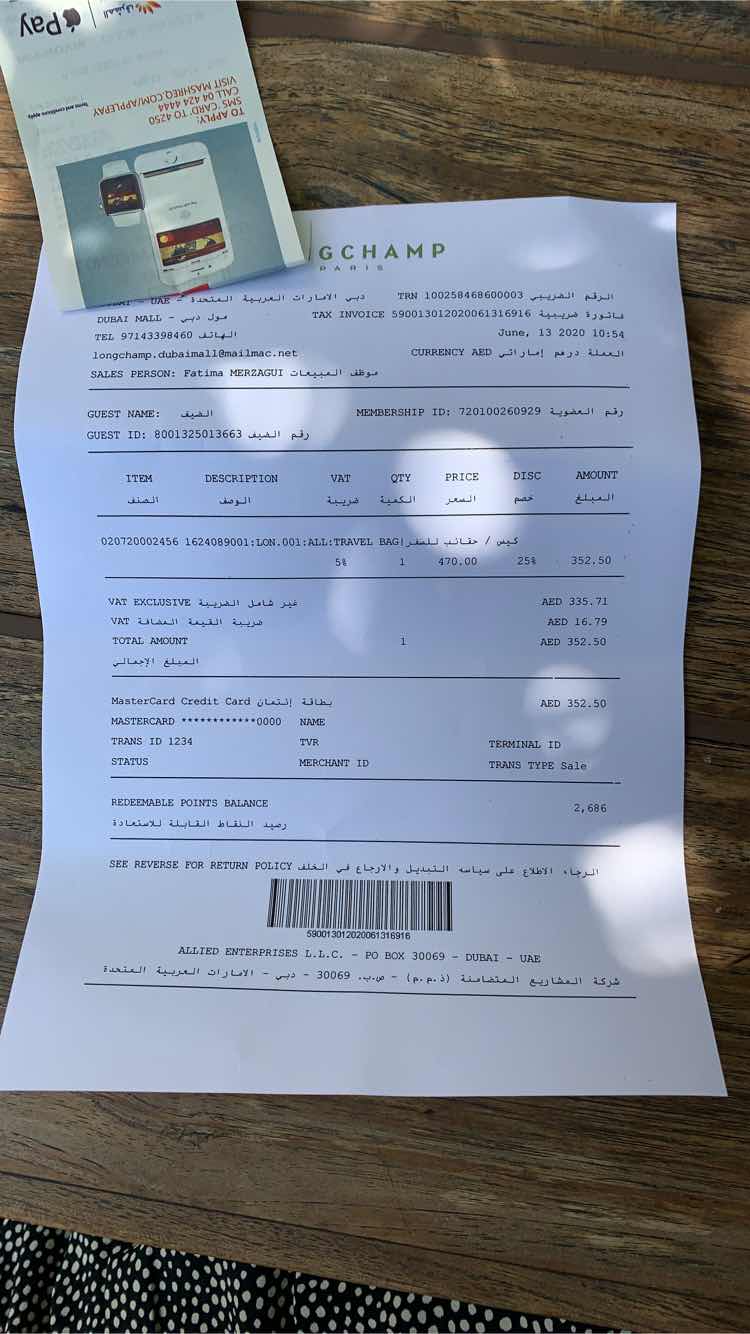 Pay
المشرق
Terms and conditions apply
VISIT MASHREQ.COM/APPLEPAY
CALL 04 424 4444
SMS 'CARD' TO 4250
TO APPLY:
GCHAMP
PARIS
- UAE دبي الامارات العربية المتحدة - TRN 100258468600003 الرقم الضريبي
DUBAI MALL - مول دبي TAX INVOICE 590013012020061316916 فاتورة ضريبية
TEL 97143398460 الهاتف June, 13 2020 10:54
longchamp.dubaimall@mailmac.net CURRENCY AED العملة درهم إماراتي
SALES PERSON: Fatima MERZAGUI موظف المبيعات
GUEST NAME: الضيف MEMBERSHIP ID: 720100260929 رقم العضوية
GUEST ID: 8001325013663 رقم الضيف
ITEM DESCRIPTION VAT QTY PRICE DISC AMOUNT
الصنف الوصف ضريبة الكمية السعر خصم المبلغ
020720002456 1624089001:LON.001:ALL:TRAVEL BAG|كيس / حقائب للسفر
5% 1 470.00 25% 352.50
VAT EXCLUSIVE غير شامل الضريبة AED 335.71
VAT ضريبة القيمة المضافة AED 16.79
TOTAL AMOUNT 1 AED 352.50
المبلغ الإجمالي
MasterCard Credit Card بطاقة إئتمان AED 352.50
MASTERCARD ************0000 NAME
TRANS ID 1234 TVR TERMINAL ID
STATUS MERCHANT ID TRANS TYPE Sale
REDEEMABLE POINTS BALANCE 2,686
رصيد النقاط القابلة للاستعادة
SEE REVERSE FOR RETURN POLICY الرجاء الاطلاع على سياسه التبديل والارجاع في الخلف
590013012020061316916
ALLIED ENTERPRISES L.L.C. - PO BOX 30069 - DUBAI - UAE
شركة المشاريع المتضامنة (ذ.م.م) - ص.ب. 30069 - دبي - الامارات العربية المتحدة